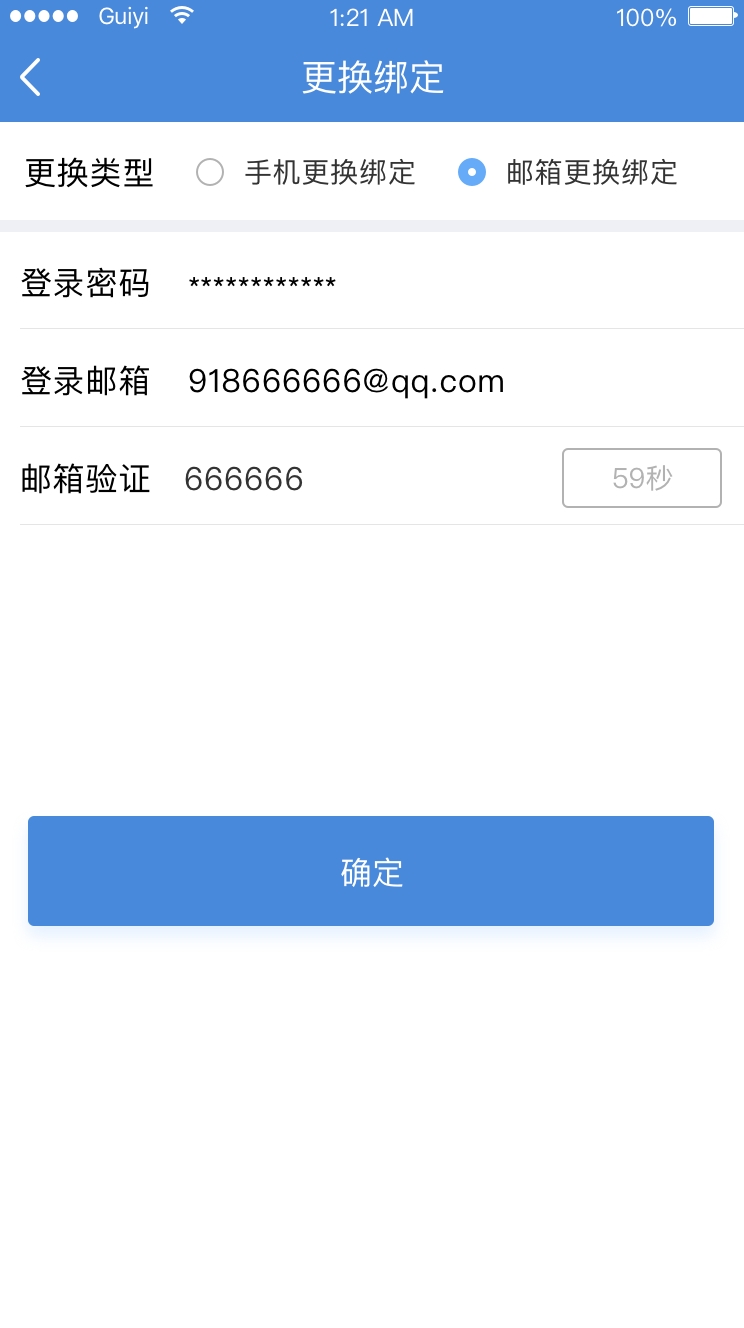 Guiyi 1:21 AM 100%
更换绑定
更换类型 手机更换绑定 邮箱更换绑定
登录密码 ************
登录邮箱 918666666@qq.com
邮箱验证 666666 59秒
确定